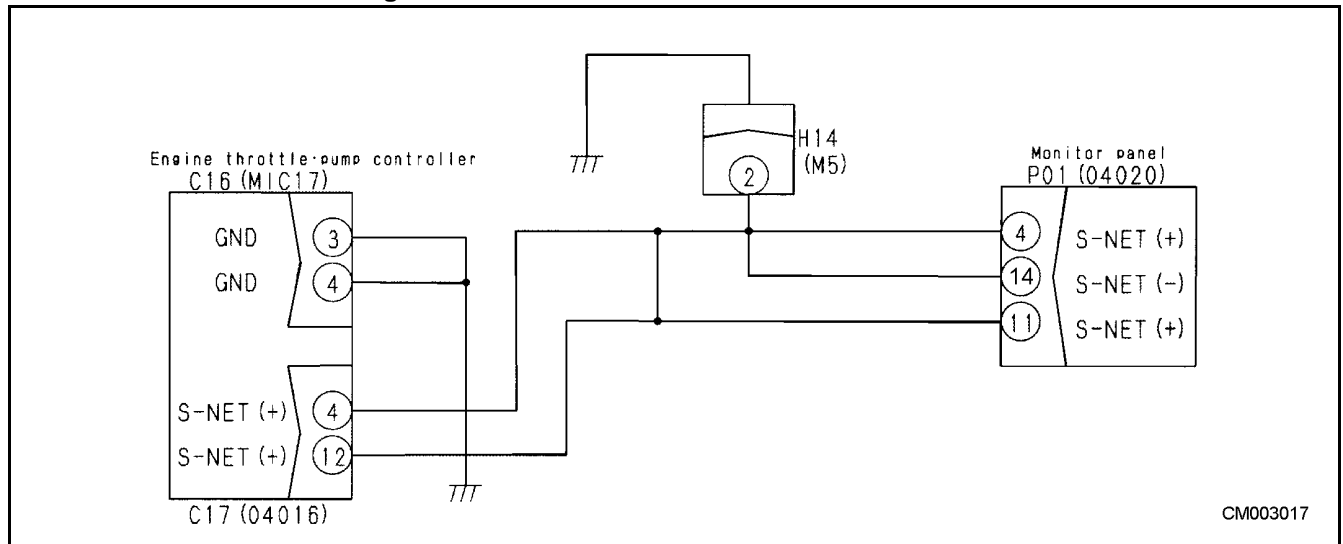 Engine throttle·pump controller
C16 (MIC17)
GND 3
GND 4
S-NET (+) 4
S-NET (+) 12
C17 (04016)
H14
(M5)
2
Monitor panel
P01 (04020)
4 S-NET (+)
14 S-NET (-)
11 S-NET (+)
CM003017